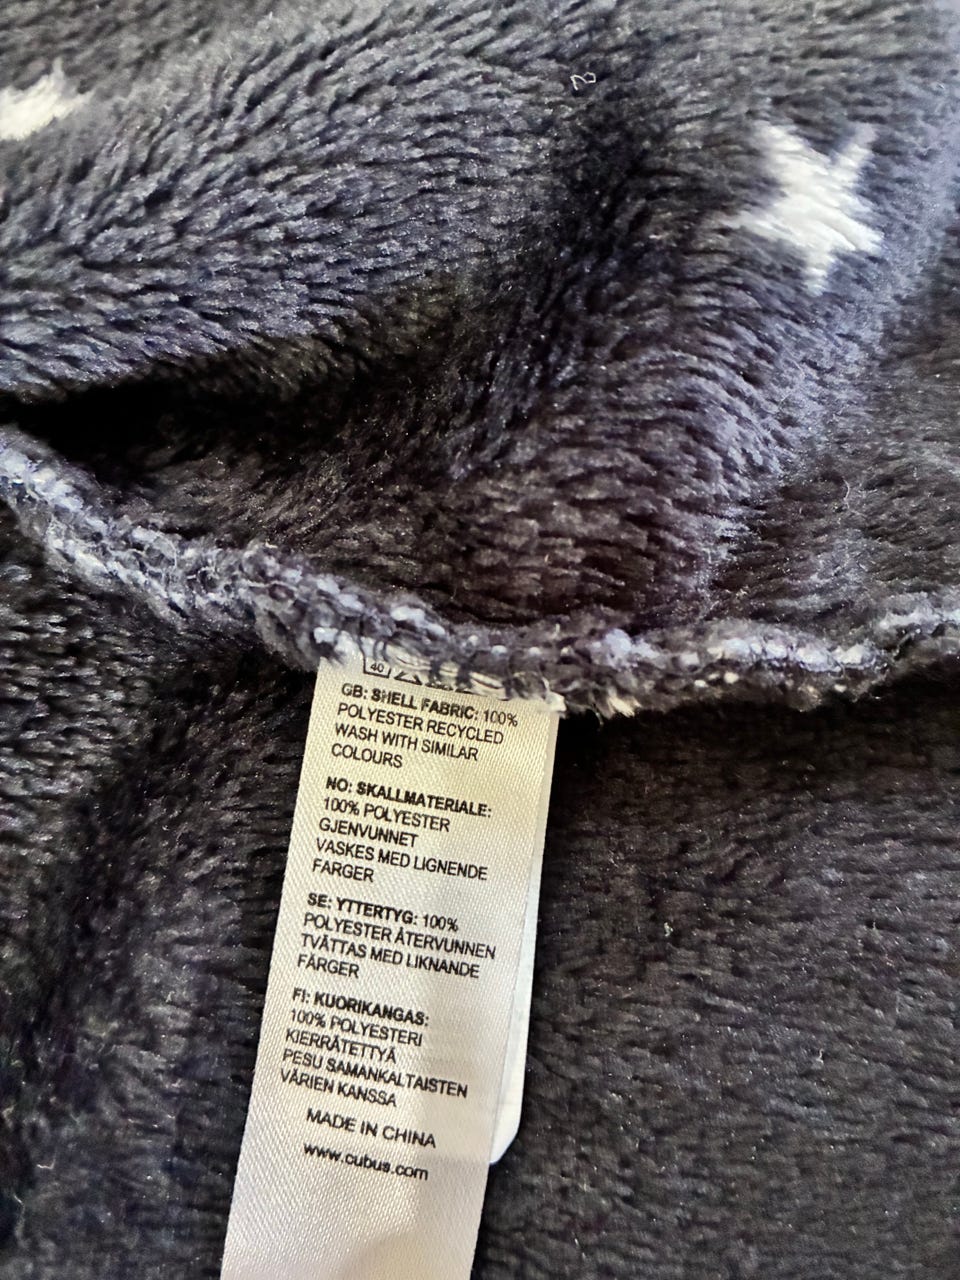 40
GB: SHELL FABRIC: 100%
POLYESTER RECYCLED
WASH WITH SIMILAR
COLOURS
NO: SKALLMATERIALE:
100% POLYESTER
GJENVUNNET
VASKES MED LIGNENDE
FARGER
SE: YTTERTYG: 100%
POLYESTER ÅTERVUNNEN
TVÄTTAS MED LIKNANDE
FÄRGER
FI: KUORIKANGAS:
100% POLYESTERI
KIERRÄTETTYÄ
PESU SAMANKALTAISTEN
VÄRIEN KANSSA
MADE IN CHINA
www.cubus.com